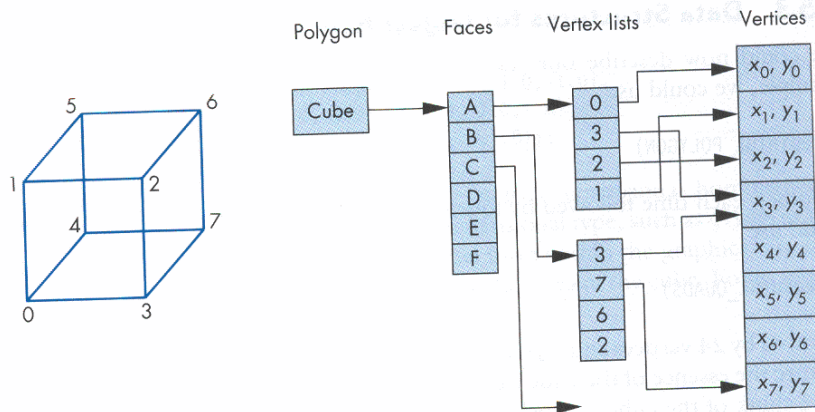 Polygon
Faces
Vertex lists
Vertices
Cube
A
B
C
D
E
F
0
3
2
1
3
7
6
2
x0, y0
x1, y1
x2, y2
x3, y3
x4, y4
x5, y5
x6, y6
x7, y7
5
6
1
2
4
7
0
3